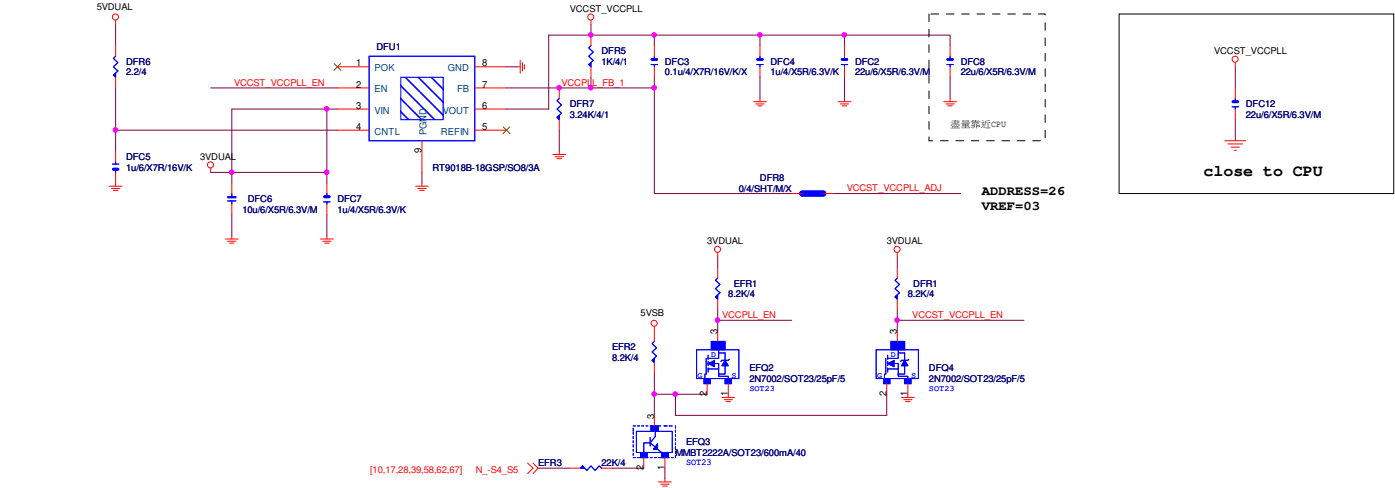 5VDUAL
DFR6
2.2/4
DFC5
1u/6/X7R/16V/K
VCCST_VCCPLL_EN
3VDUAL
DFC6
10u/6/X5R/6.3V/M
DFC7
1u/4/X5R/6.3V/K
DFU1
1 POK
2 EN
3 VIN
4 CNTL
GND 8
FB 7
VOUT 6
REFIN 5
PGND
9
RT9018B-18GSP/SO8/3A
VCCST_VCCPLL
DFR5
1K/4/1
VCCPLL_FB_1
DFR7
3.24K/4/1
DFC3
0.1u/4/X7R/16V/K/X
DFC4
1u/4/X5R/6.3V/K
DFC2
22u/6/X5R/6.3V/M
DFC8
22u/6/X5R/6.3V/M
盡量靠近CPU
DFR8
0/4/SHT/M/X
VCCST_VCCPLL_ADJ
ADDRESS=26
VREF=03
VCCST_VCCPLL
DFC12
22u/6/X5R/6.3V/M
close to CPU
3VDUAL
EFR1
8.2K/4
VCCPLL_EN
3
D
G
S
2
1
EFQ2
2N7002/SOT23/25pF/5
SOT23
3VDUAL
DFR1
8.2K/4
VCCST_VCCPLL_EN
3
D
G
S
2
1
DFQ4
2N7002/SOT23/25pF/5
SOT23
5VSB
EFR2
8.2K/4
3
EFQ3
MMBT2222A/SOT23/600mA/40
SOT23
2
1
[10,17,28,39,58,62,67] N_-S4_S5
EFR3
22K/4